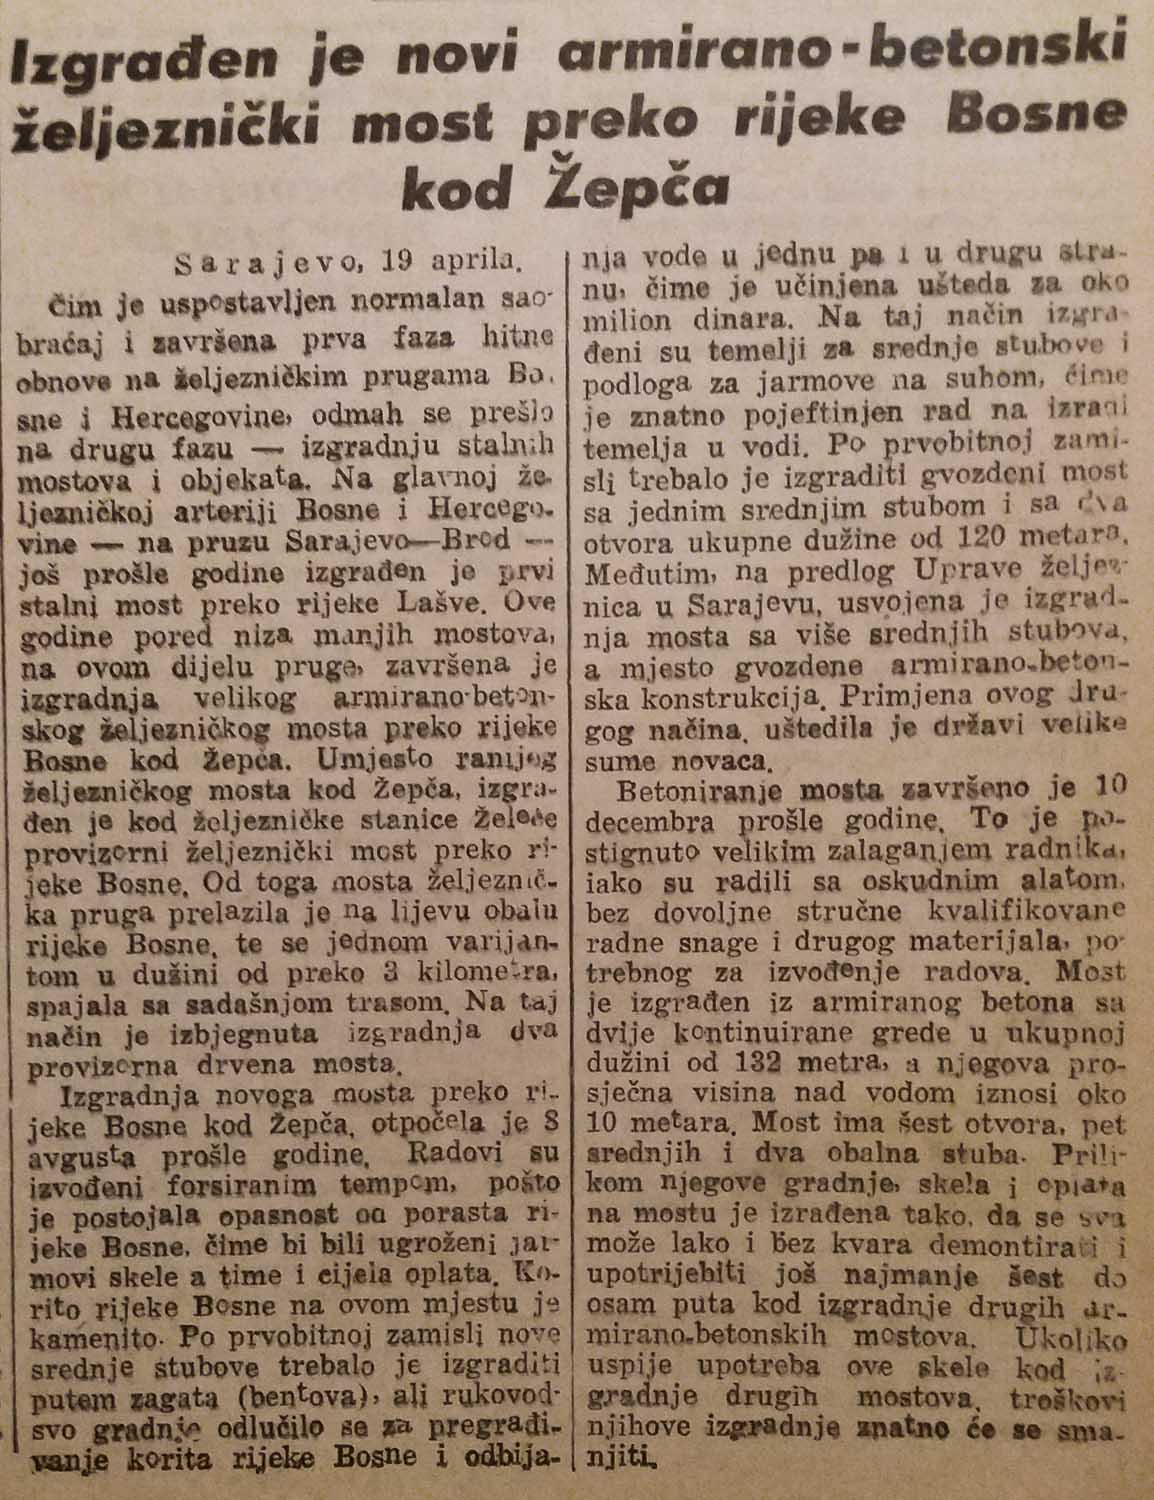 Izgrađen je novi armirano-betonski
željeznički most preko rijeke Bosne
kod Žepča
Sarajevo, 19 aprila.
Čim je uspostavljen normalan sao-
braćaj i završena prva faza hitne
obnove na željezničkim prugama Bo-
sne i Hercegovine, odmah se prešlo
na drugu fazu — izgradnju stalnih
mostova i objekata. Na glavnoj že-
ljezničkoj arteriji Bosne i Hercego-
vine — na pruzu Sarajevo—Brod —
još prošle godine izgrađen je prvi
stalni most preko rijeke Lašve. Ove
godine pored niza manjih mostova,
na ovom dijelu pruge, završena je
izgradnja velikog armirano-beton-
skog željezničkog mosta preko rijeke
Bosne kod Žepča. Umjesto ranijeg
željezničkog mosta kod Žepča, izgra-
đen je kod željezničke stanice Želeće
provizorni željeznički most preko ri-
jeke Bosne. Od toga mosta željeznič-
ka pruga prelazila je na lijevu obalu
rijeke Bosne, te se jednom varijan-
tom u dužini od preko 3 kilometra,
spajala sa sadašnjom trasom. Na taj
način je izbjegnuta izgradnja dva
provizorna drvena mosta.
Izgradnja novoga mosta preko ri-
jeke Bosne kod Žepča, otpočela je 8
avgusta prošle godine. Radovi su
izvođeni forsiranim tempom, pošto
je postojala opasnost od porasta ri-
jeke Bosne, čime bi bili ugroženi jar-
movi skele a time i cijela oplata. Ko-
rito rijeke Bosne na ovom mjestu je
kamenito. Po prvobitnoj zamisli nove
srednje stubove trebalo je izgraditi
putem zagata (bentova), ali rukovod-
svo gradnje odlučilo se za pregrađi-
vanje korita rijeke Bosne i odbija-
nja vode u jednu pa i u drugu stra-
nu, čime je učinjena ušteda za oko
milion dinara. Na taj način izgra-
đeni su temelji za srednje stubove i
podloga za jarmove na suhom, čime
je znatno pojeftinjen rad na izradi
temelja u vodi. Po prvobitnoj zami-
sli trebalo je izgraditi gvozdeni most
sa jednim srednjim stubom i sa dva
otvora ukupne dužine od 120 metara.
Međutim, na predlog Uprave željez-
nica u Sarajevu, usvojena je izgrad-
nja mosta sa više srednjih stubova,
a mjesto gvozdene armirano-beton-
ska konstrukcija. Primjena ovog dru-
gog načina, uštedila je državi velike
sume novaca.
Betoniranje mosta završeno je 10
decembra prošle godine. To je po-
stignuto velikim zalaganjem radnika,
iako su radili sa oskudnim alatom,
bez dovoljne stručne kvalifikovane
radne snage i drugog materijala, po-
trebnog za izvođenje radova. Most
je izgrađen iz armiranog betona sa
dvije kontinuirane grede u ukupnoj
dužini od 132 metra, a njegova pro-
sječna visina nad vodom iznosi oko
10 metara. Most ima šest otvora, pet
srednjih i dva obalna stuba. Prili-
kom njegove gradnje, skela i oplata
na mostu je izrađena tako, da se sva
može lako i bez kvara demontirati i
upotrijebiti još najmanje šest do
osam puta kod izgradnje drugih ar-
mirano-betonskih mostova. Ukoliko
uspije upotreba ove skele kod iz-
gradnje drugih mostova, troškovi
njihove izgradnje znatno će se sma-
njiti.